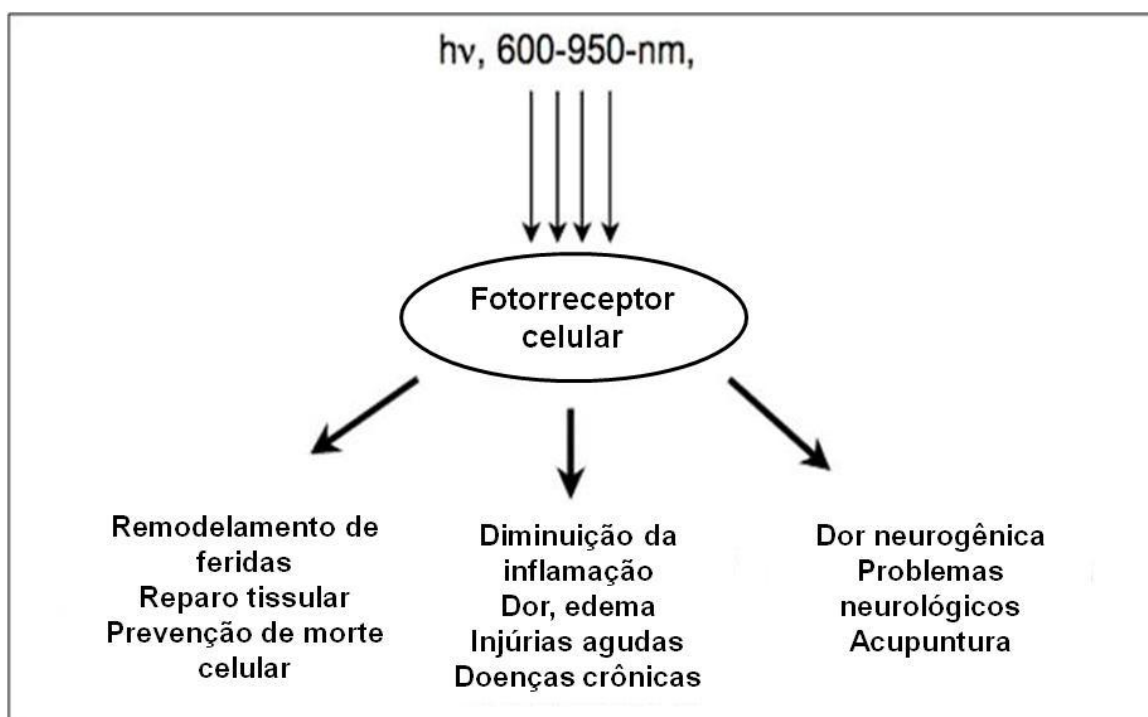 hν, 600-950-nm,
Fotorreceptor
celular
Remodelamento de
feridas
Reparo tissular
Prevenção de morte
celular
Diminuição da
inflamação
Dor, edema
Injúrias agudas
Doenças crônicas
Dor neurogênica
Problemas
neurológicos
Acupuntura